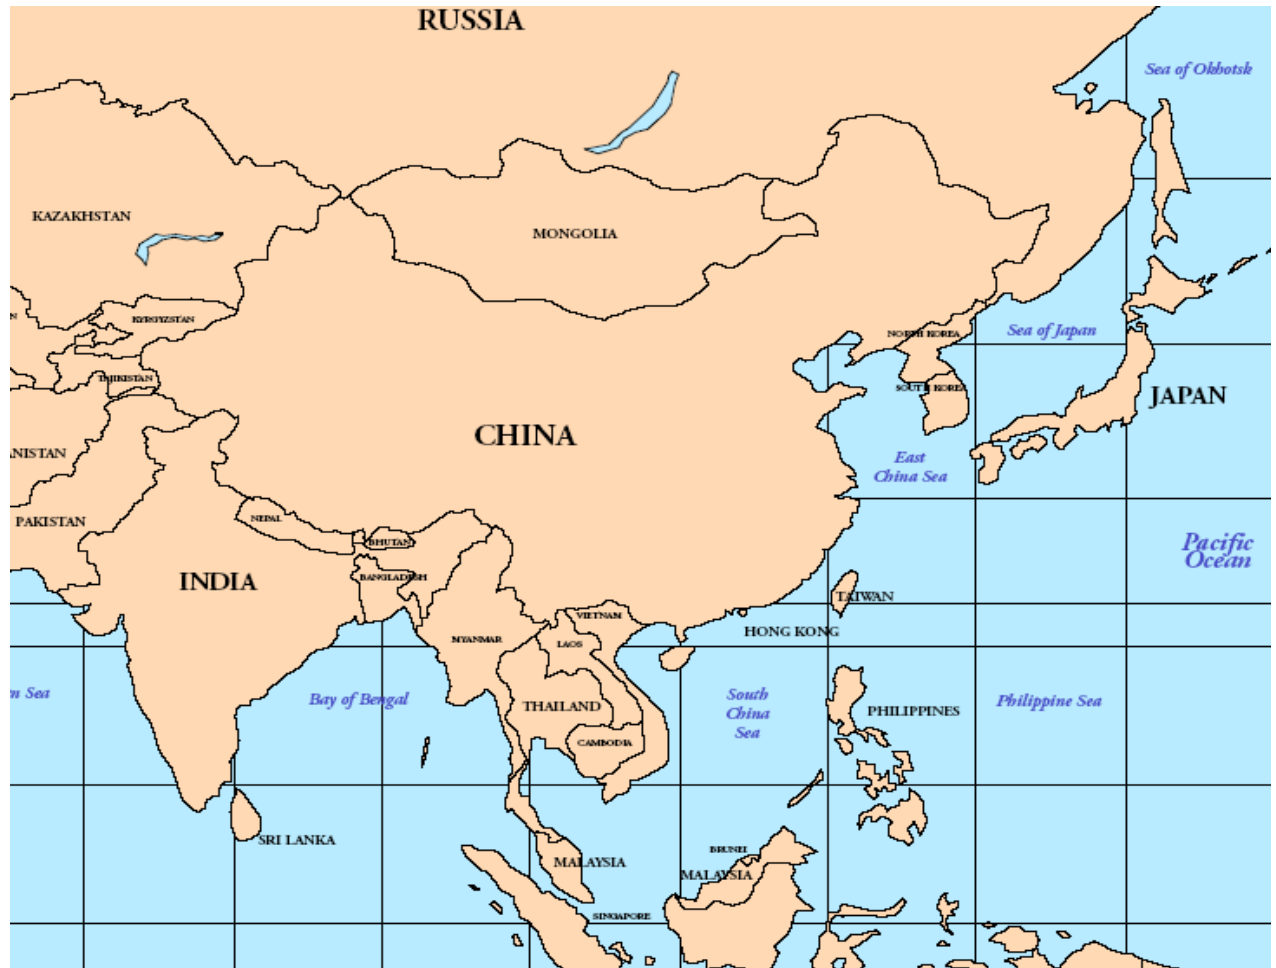 RUSSIA
Sea of Okhotsk
KAZAKHSTAN
MONGOLIA
N
KYRGYZSTAN
NORTH KOREA
Sea of Japan
TAJIKISTAN
SOUTH KOREA
JAPAN
CHINA
ANISTAN
East
China Sea
PAKISTAN
NEPAL
BHUTAN
Pacific
Ocean
INDIA
BANGLADESH
TAIWAN
VIETNAM
HONG KONG
MYANMAR
LAOS
rn Sea
Bay of Bengal
South
China
Sea
Philippine Sea
THAILAND
PHILIPPINES
CAMBODIA
SRI LANKA
BRUNEI
MALAYSIA
MALAYSIA
SINGAPORE